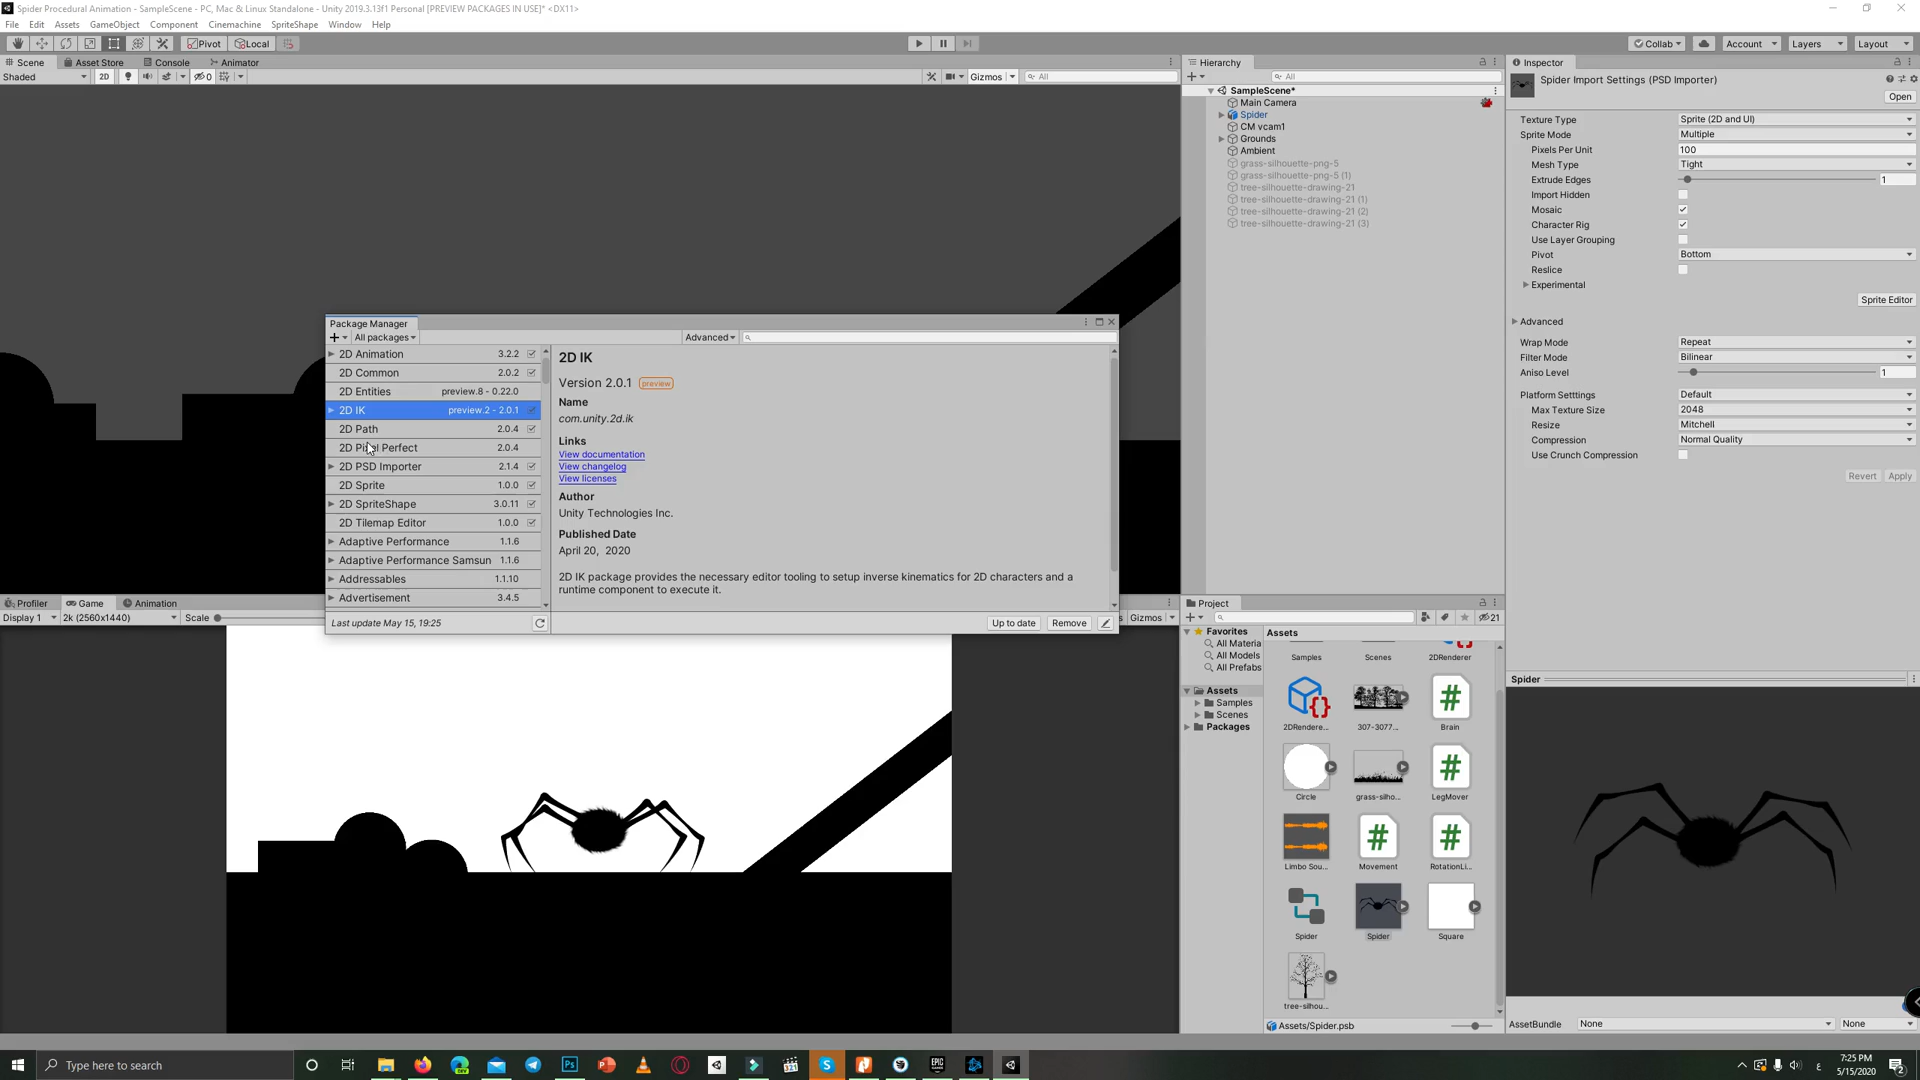 Spider Procedural Animation - SampleScene - PC, Mac & Linux Standalone - Unity 2019.3.13f1 Personal [PREVIEW PACKAGES IN USE]* <DX11>
File Edit Assets GameObject Component Cinemachine SpriteShape Window Help
Pivot Local Collab Account Layers Layout
Scene Asset Store Console Animator
Shaded 2D 0 Gizmos All
Hierarchy
All
SampleScene*
Main Camera
Spider
CM vcam1
Grounds
Ambient
grass-silhouette-png-5
grass-silhouette-png-5 (1)
tree-silhouette-drawing-21
tree-silhouette-drawing-21 (1)
tree-silhouette-drawing-21 (2)
tree-silhouette-drawing-21 (3)
Inspector
Spider Import Settings (PSD Importer)
Open
Texture Type Sprite (2D and UI)
Sprite Mode Multiple
Pixels Per Unit 100
Mesh Type Tight
Extrude Edges 1
Import Hidden
Mosaic
Character Rig
Use Layer Grouping
Pivot Bottom
Reslice
Experimental
Sprite Editor
Advanced
Wrap Mode Repeat
Filter Mode Bilinear
Aniso Level 1
Platform Setttings Default
Max Texture Size 2048
Resize Mitchell
Compression Normal Quality
Use Crunch Compression
Revert Apply
Package Manager
All packages Advanced
2D Animation 3.2.2
2D Common 2.0.2
2D Entities preview.8 - 0.22.0
2D IK preview.2 - 2.0.1
2D Path 2.0.4
2D Pixel Perfect 2.0.4
2D PSD Importer 2.1.4
2D Sprite 1.0.0
2D SpriteShape 3.0.11
2D Tilemap Editor 1.0.0
Adaptive Performance 1.1.6
Adaptive Performance Samsun 1.1.6
Addressables 1.1.10
Advertisement 3.4.5
Last update May 15, 19:25
2D IK
Version 2.0.1 preview
Name
com.unity.2d.ik
Links
View documentation
View changelog
View licenses
Author
Unity Technologies Inc.
Published Date
April 20, 2020
2D IK package provides the necessary editor tooling to setup inverse kinematics for 2D characters and a
runtime component to execute it.
Up to date Remove
Profiler Game Animation
Display 1 2k (2560x1440) Scale Gizmos
Project
21
Favorites
All Materia
All Models
All Prefabs
Assets
Samples
Scenes
Packages
Assets
Samples Scenes 2DRenderer
2DRendere... 307-3077... Brain
Circle grass-silho... LegMover
Limbo Sou... Movement RotationLi...
Spider Spider Square
tree-silhou...
Assets/Spider.psb
Spider
AssetBundle None None
Type here to search
7:25 PM
5/15/2020
ع
2